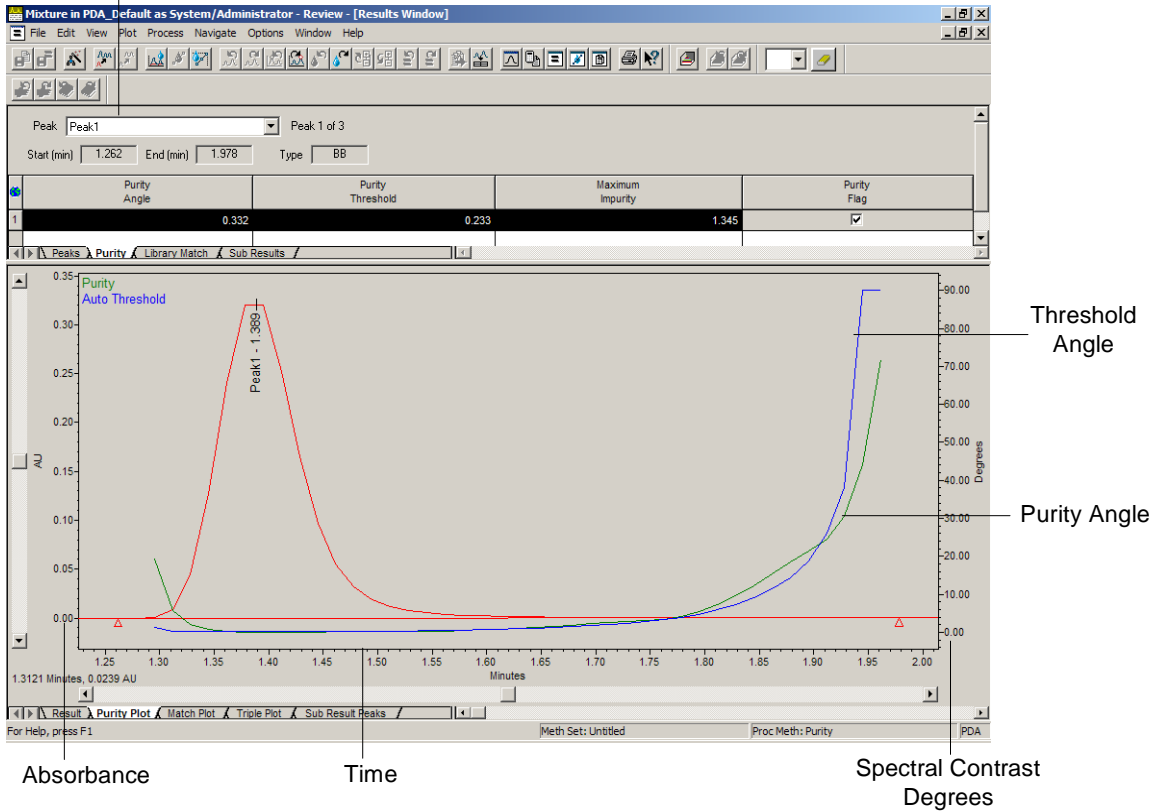 Mixture in PDA_Default as System/Administrator - Review - [Results Window]
File Edit View Plot Process Navigate Options Window Help
Peak Peak1 Peak 1 of 3
Start (min) 1.262 End (min) 1.978 Type BB
Purity Angle Purity Threshold Maximum Impurity Purity Flag
1 0.332 0.233 1.345
Peaks Purity Library Match Sub Results
Purity
Auto Threshold
0.35
0.30
0.25
0.20
0.15
0.10
0.05
0.00
AU
Peak1 - 1.389
90.00
80.00
70.00
60.00
50.00
40.00
30.00
20.00
10.00
0.00
Degrees
Threshold
Angle
Purity Angle
1.25 1.30 1.35 1.40 1.45 1.50 1.55 1.60 1.65 1.70 1.75 1.80 1.85 1.90 1.95 2.00
Minutes
1.3121 Minutes, 0.0239 AU
Result Purity Plot Match Plot Triple Plot Sub Result Peaks
For Help, press F1 Meth Set: Untitled Proc Meth: Purity PDA
Absorbance
Time
Spectral Contrast
Degrees